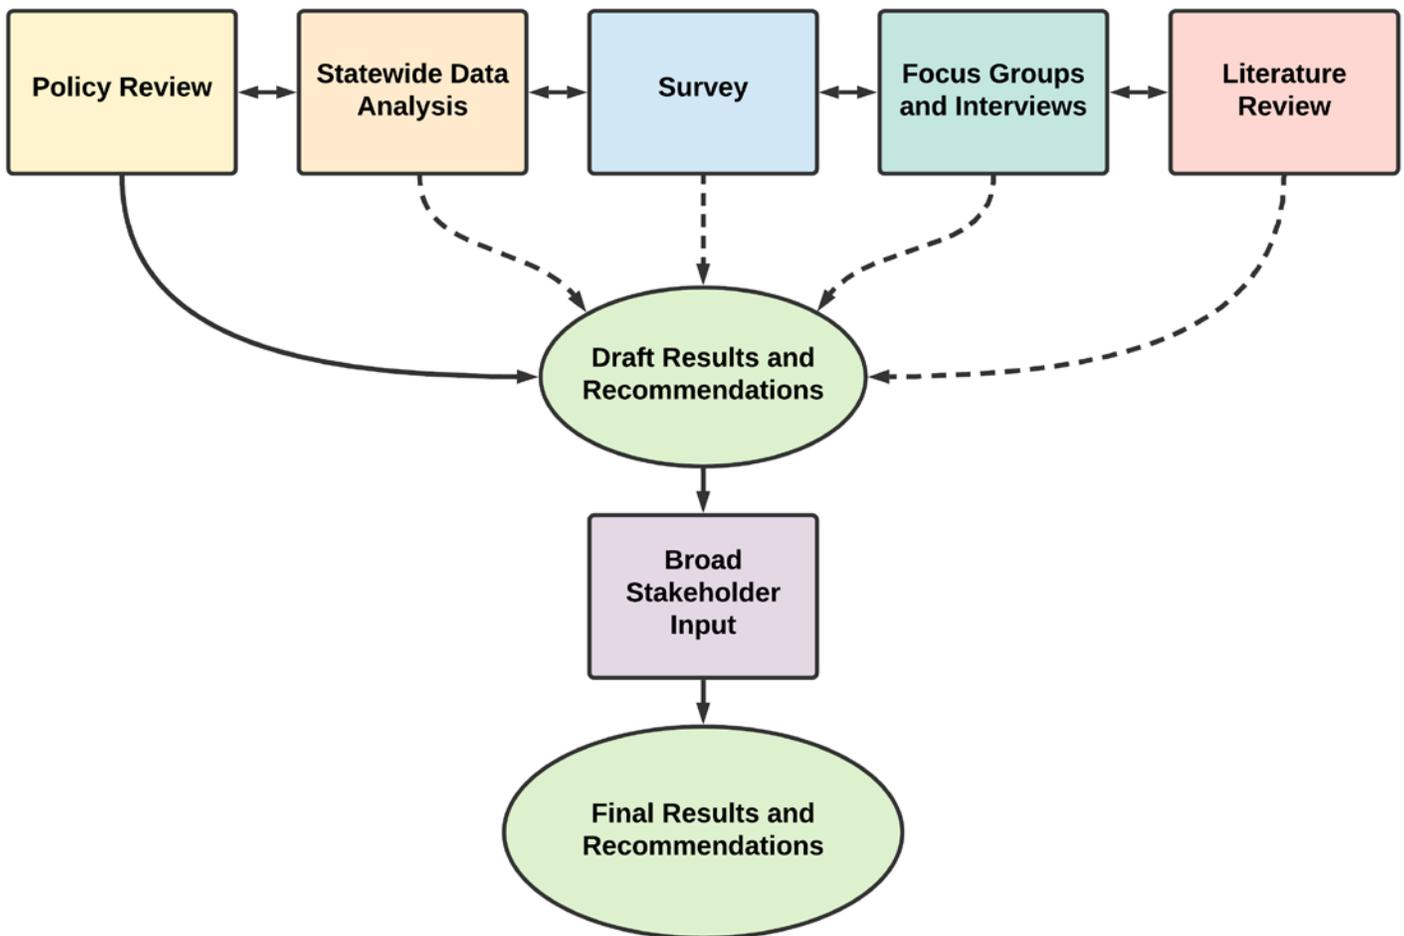 Policy Review
Statewide Data
Analysis
Survey
Focus Groups
and Interviews
Literature
Review
Draft Results and
Recommendations
Broad
Stakeholder
Input
Final Results and
Recommendations